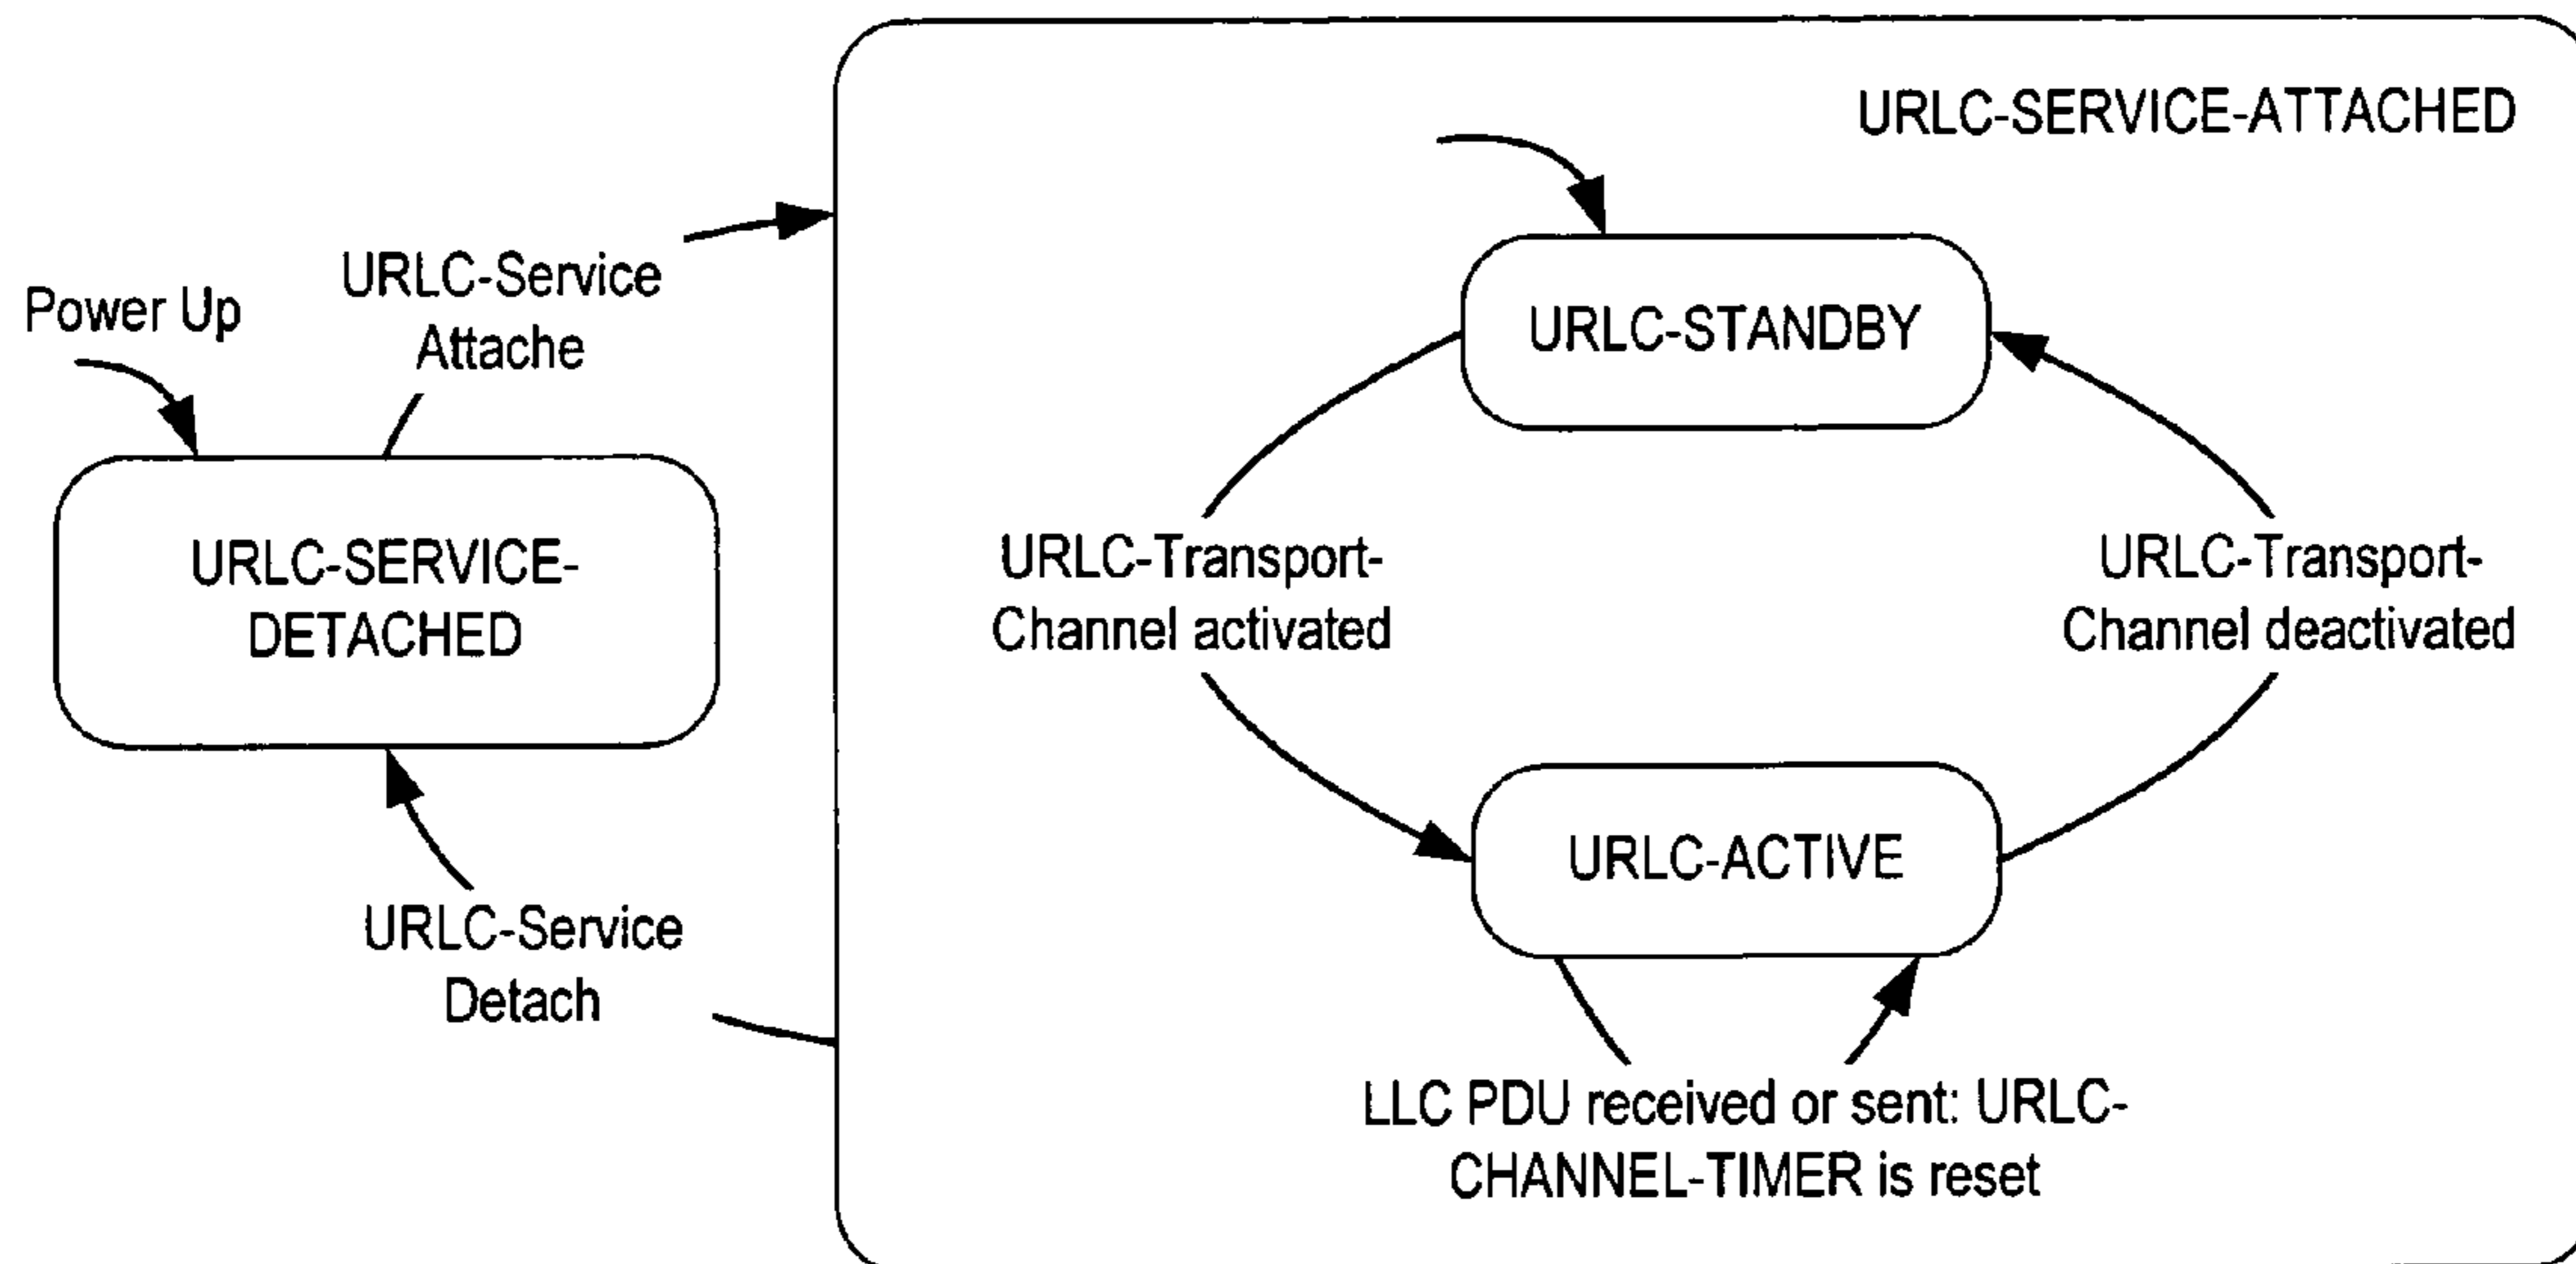 URLC-SERVICE-ATTACHED
Power Up
URLC-Service
Attache
URLC-SERVICE-
DETACHED
URLC-Service
Detach
URLC-STANDBY
URLC-Transport-
Channel activated
URLC-Transport-
Channel deactivated
URLC-ACTIVE
LLC PDU received or sent: URLC-
CHANNEL-TIMER is reset